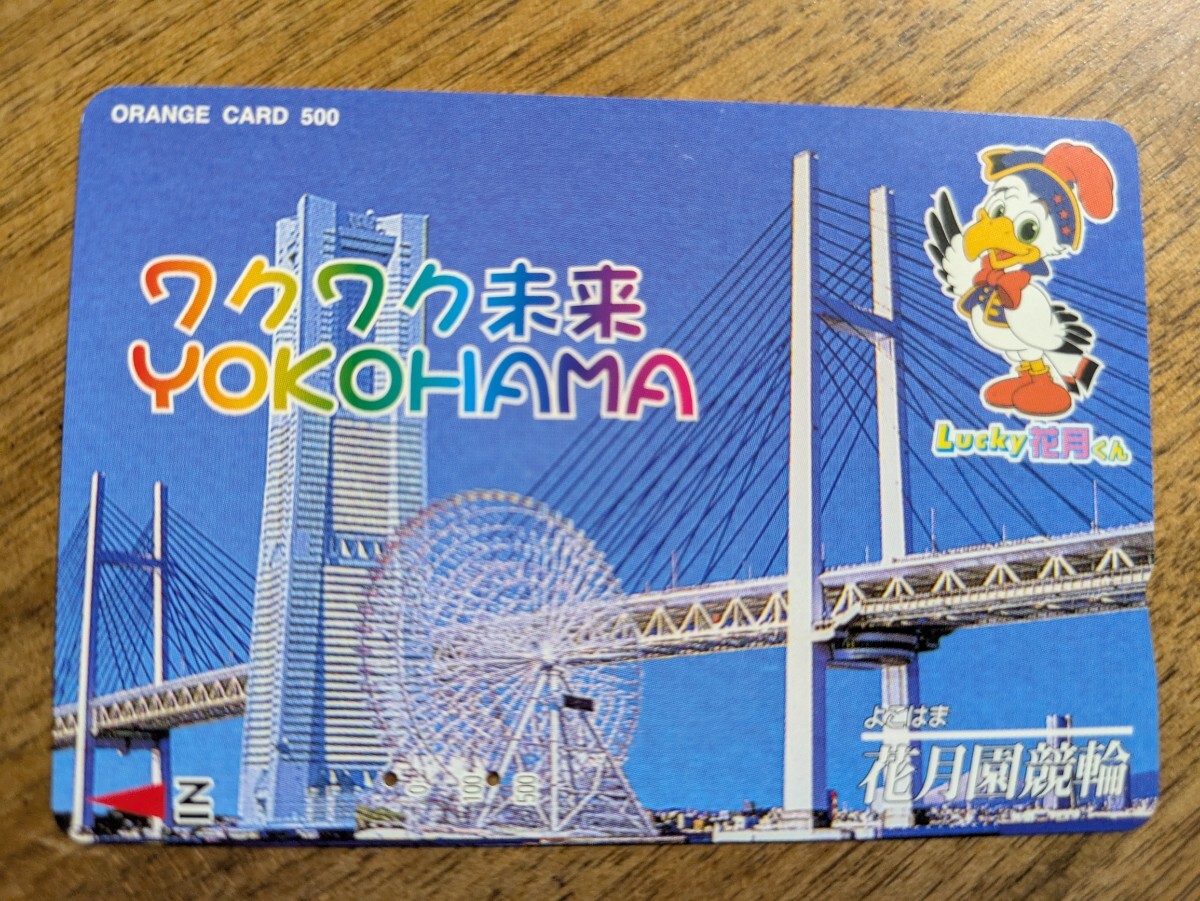 ORANGE CARD 500
ワクワク未来
YOKOHAMA
Lucky花月くん
よこはま
花月園競輪
IN
0 100 500